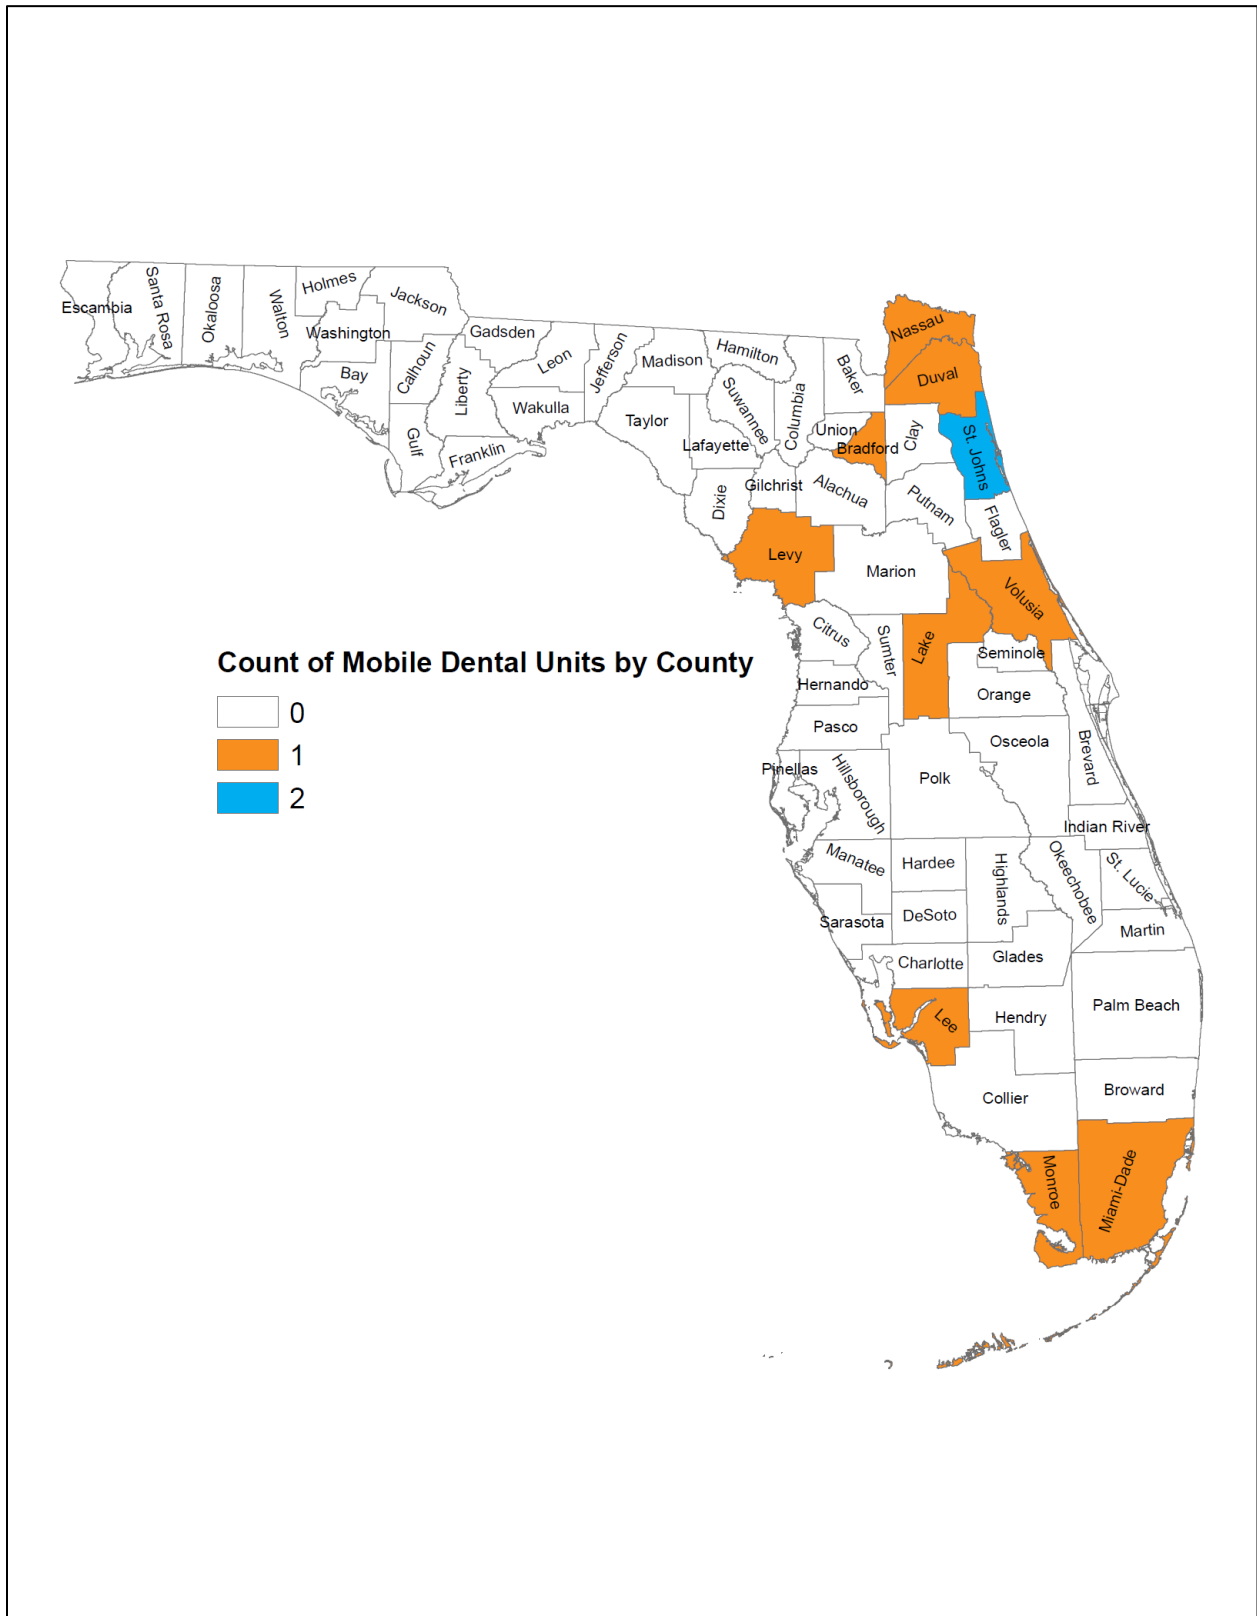 Escambia
Santa Rosa
Okaloosa
Walton
Holmes
Washington
Jackson
Bay
Calhoun
Gulf
Liberty
Gadsden
Franklin
Leon
Wakulla
Jefferson
Madison
Taylor
Hamilton
Suwannee
Lafayette
Columbia
Dixie
Gilchrist
Baker
Union
Bradford
Alachua
Nassau
Duval
Clay
St. Johns
Putnam
Flagler
Levy
Marion
Volusia
Citrus
Sumter
Lake
Seminole
Hernando
Orange
Pasco
Osceola
Brevard
Pinellas
Hillsborough
Polk
Indian River
Manatee
Hardee
Highlands
Okeechobee
St. Lucie
Sarasota
DeSoto
Martin
Charlotte
Glades
Lee
Hendry
Palm Beach
Collier
Broward
Monroe
Miami-Dade
Count of Mobile Dental Units by County
0
1
2